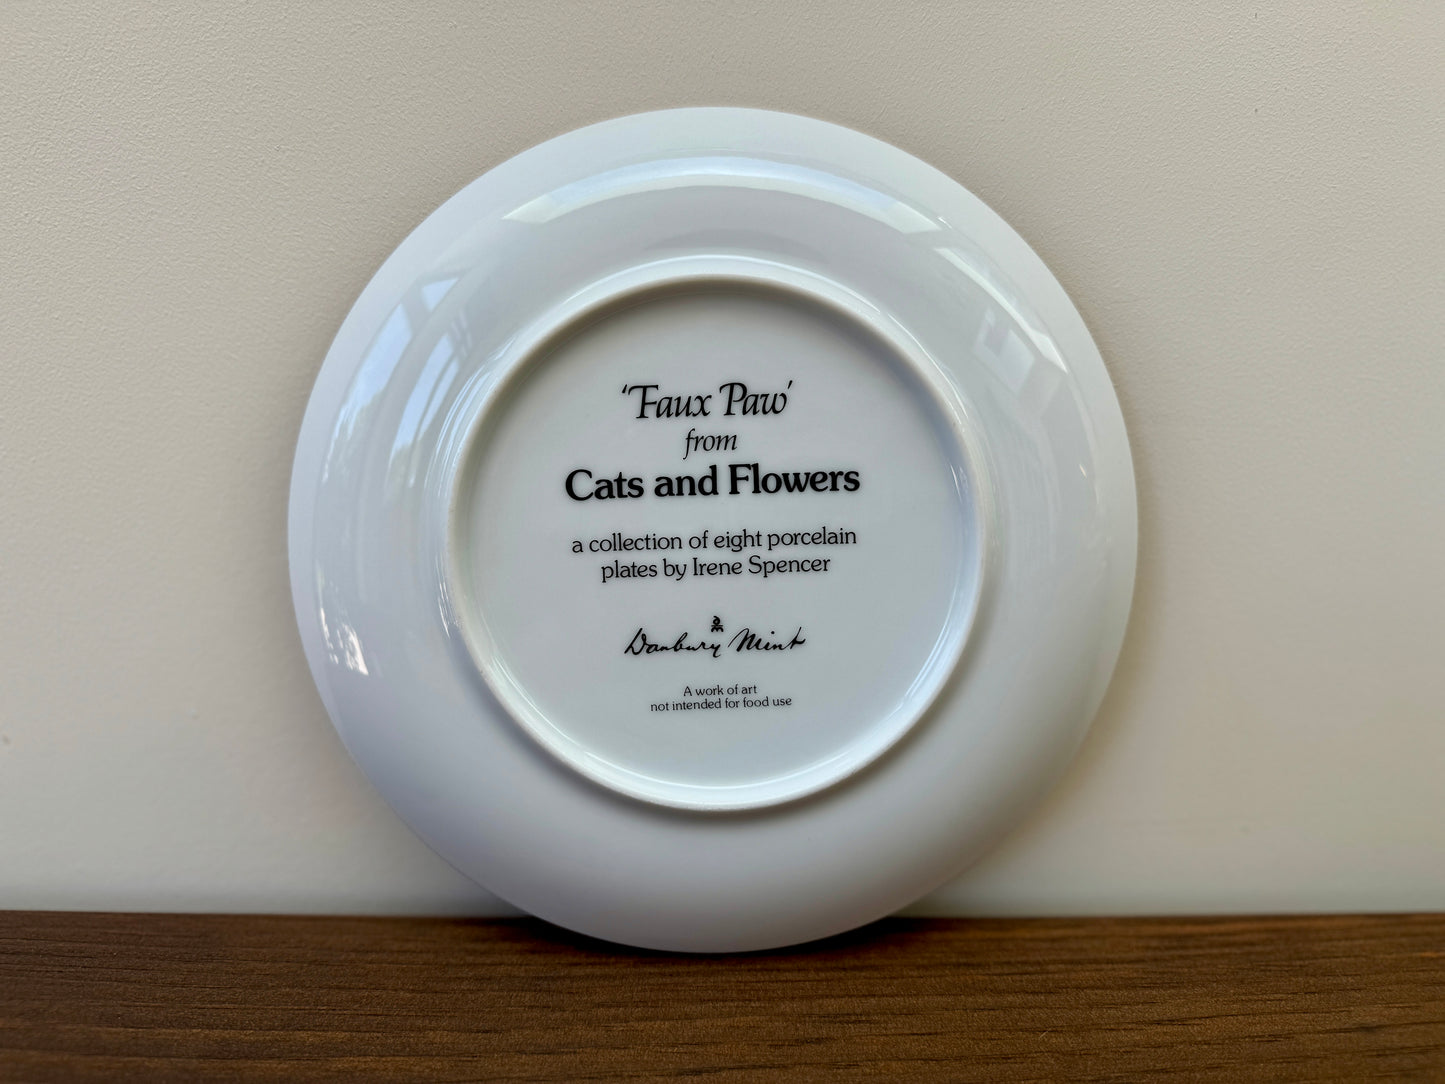 ‘Faux Paw’
from
Cats and Flowers
a collection of eight porcelain
plates by Irene Spencer
DM
Danbury Mint
A work of art
not intended for food use